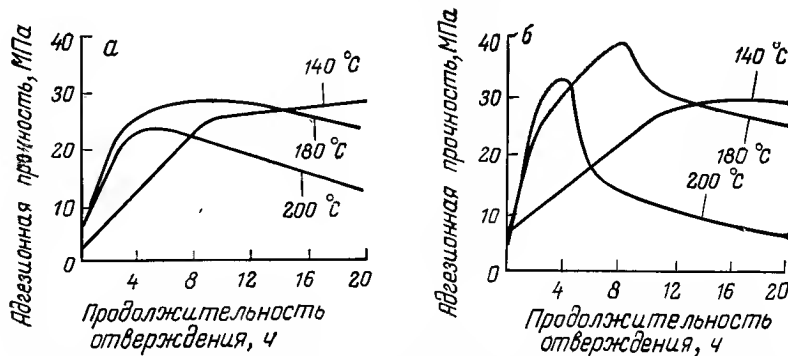 Адгезионная прочность, МПа
а
40
30
20
10
0
140 °C
180 °C
200 °C
4 8 12 16 20
Продолжительность
отверждения, ч
Адгезионная прочность, МПа
б
40
30
20
10
0
140 °C
180 °C
200 °C
4 8 12 16 20
Продолжительность
отверждения, ч